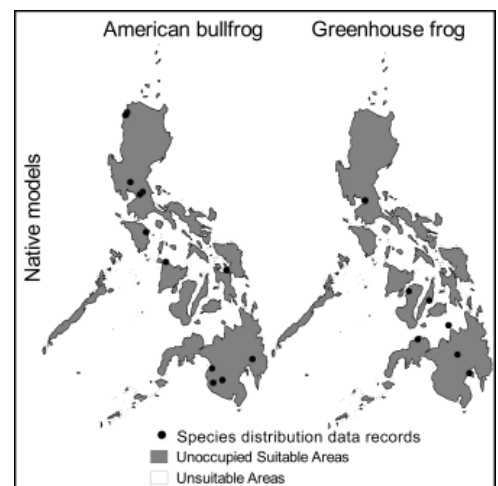 American bullfrog Greenhouse frog
Native models
Species distribution data records
Unoccupied Suitable Areas
Unsuitable Areas